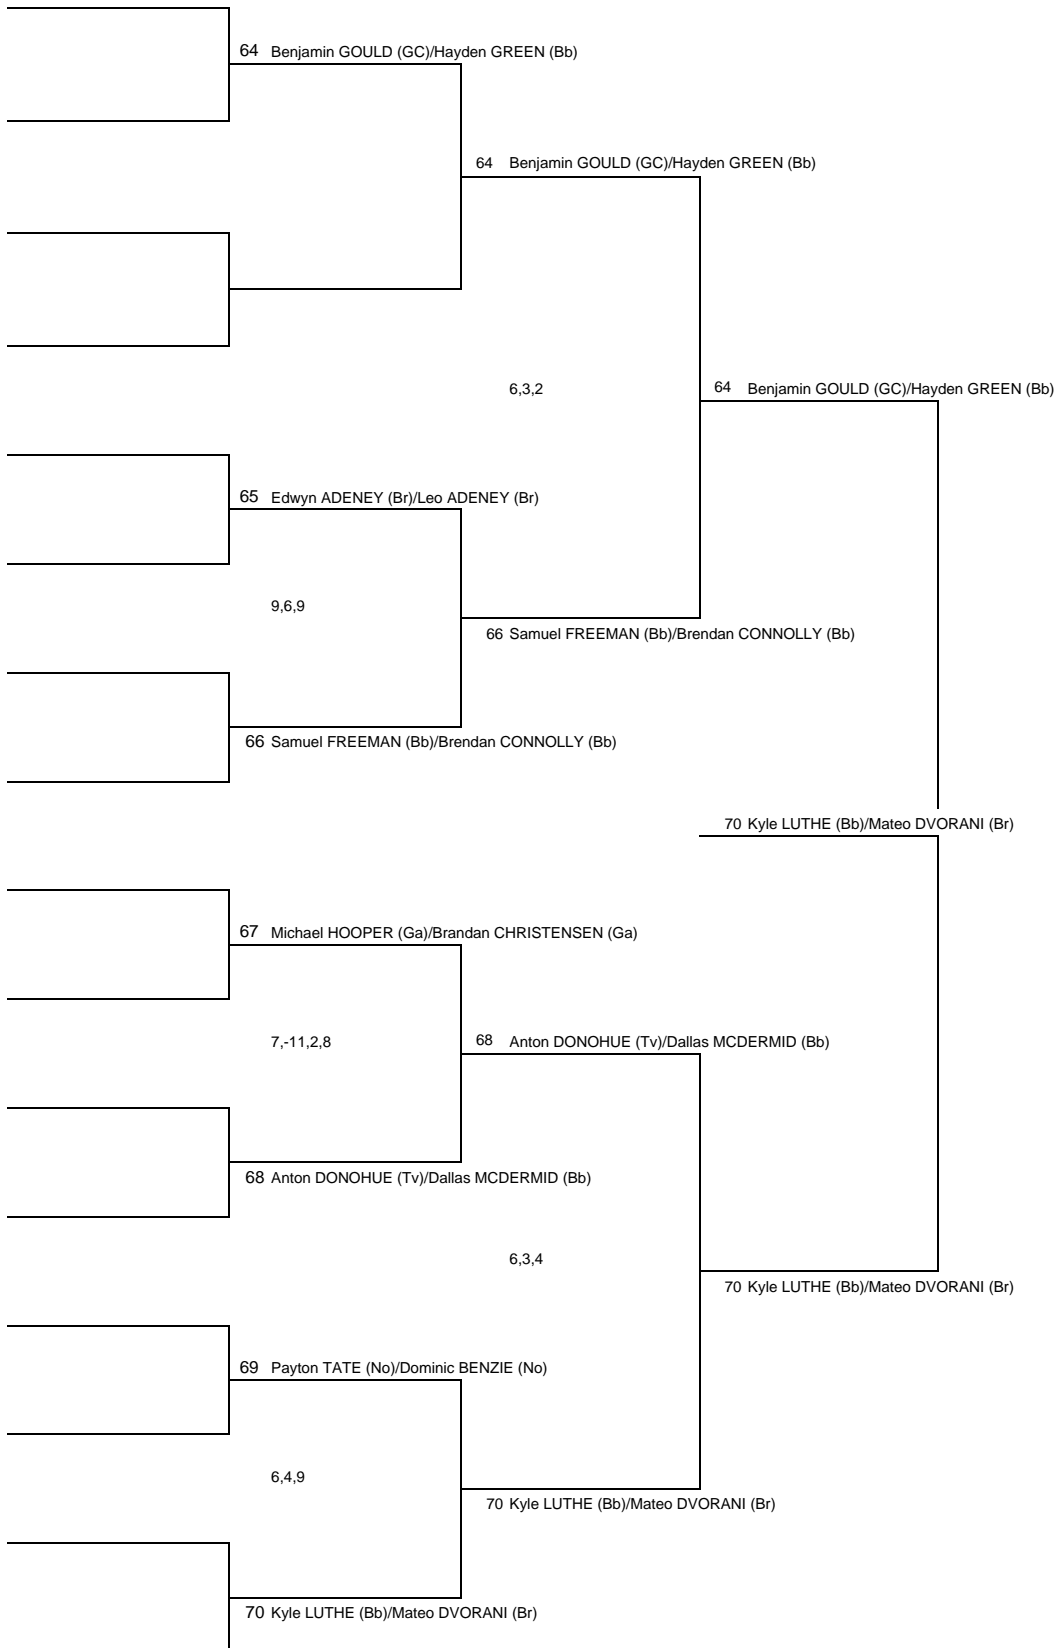 64 Benjamin GOULD (GC)/Hayden GREEN (Bb)
64 Benjamin GOULD (GC)/Hayden GREEN (Bb)
6,3,2
64 Benjamin GOULD (GC)/Hayden GREEN (Bb)
65 Edwyn ADENEY (Br)/Leo ADENEY (Br)
9,6,9
66 Samuel FREEMAN (Bb)/Brendan CONNOLLY (Bb)
66 Samuel FREEMAN (Bb)/Brendan CONNOLLY (Bb)
70 Kyle LUTHE (Bb)/Mateo DVORANI (Br)
67 Michael HOOPER (Ga)/Brandan CHRISTENSEN (Ga)
7,-11,2,8
68 Anton DONOHUE (Tv)/Dallas MCDERMID (Bb)
68 Anton DONOHUE (Tv)/Dallas MCDERMID (Bb)
6,3,4
70 Kyle LUTHE (Bb)/Mateo DVORANI (Br)
69 Payton TATE (No)/Dominic BENZIE (No)
6,4,9
70 Kyle LUTHE (Bb)/Mateo DVORANI (Br)
70 Kyle LUTHE (Bb)/Mateo DVORANI (Br)